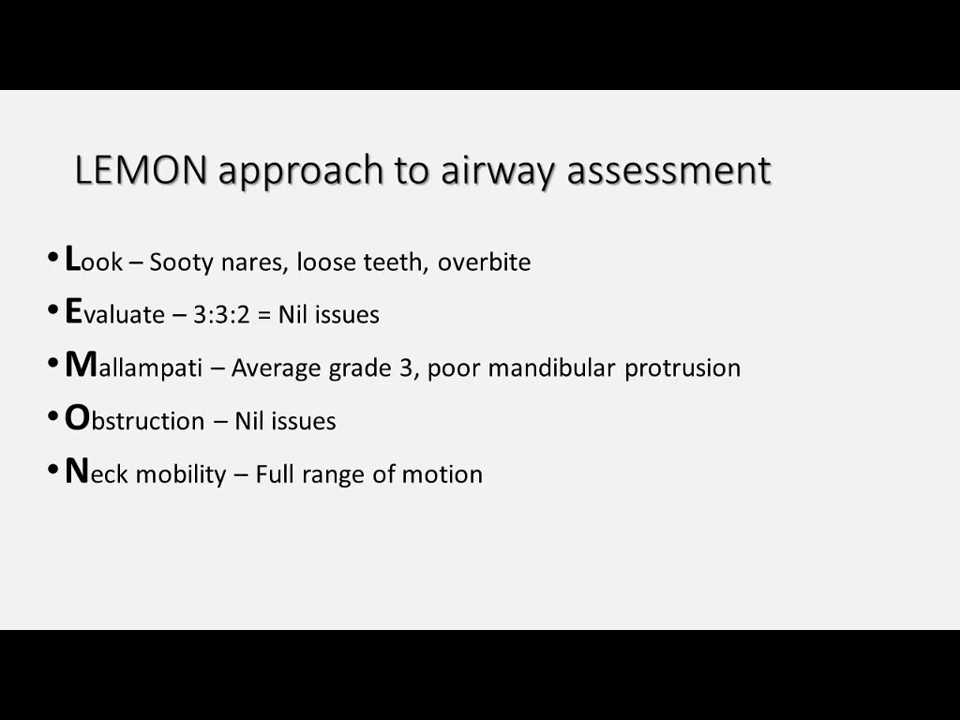 LEMON approach to airway assessment
• Look – Sooty nares, loose teeth, overbite
• Evaluate – 3:3:2 = Nil issues
• Mallampati – Average grade 3, poor mandibular protrusion
• Obstruction – Nil issues
• Neck mobility – Full range of motion